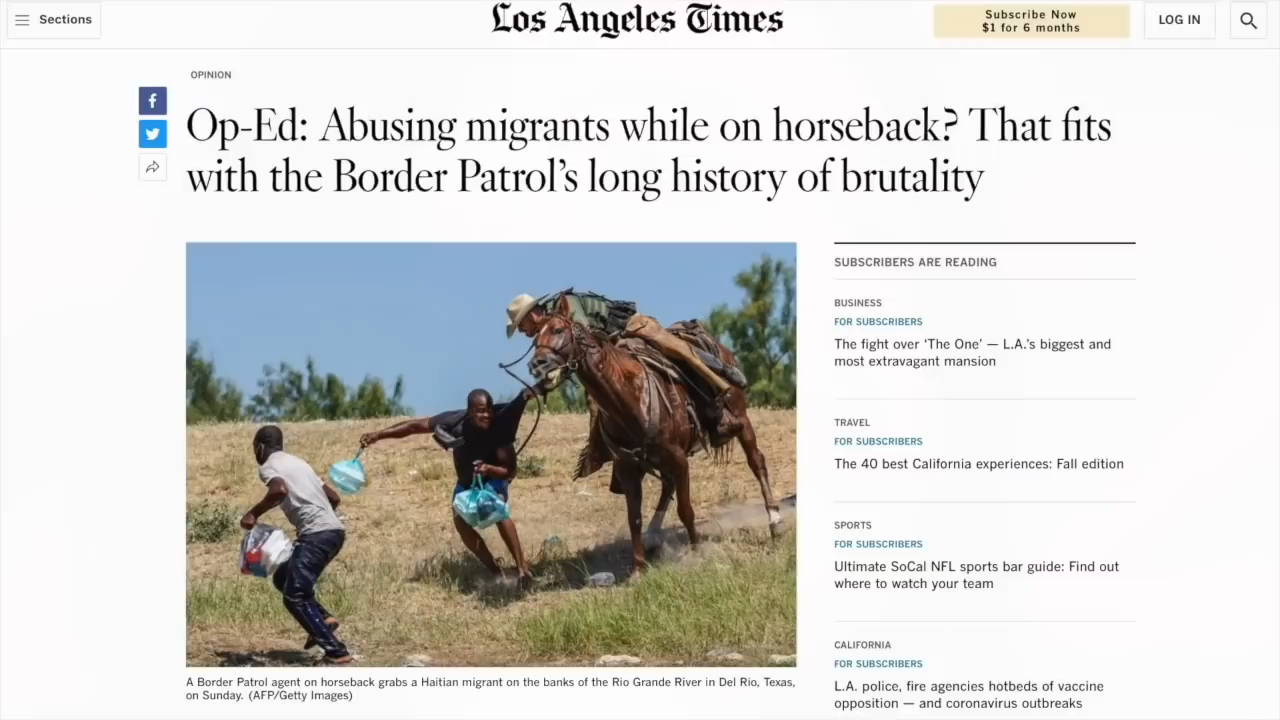 Sections
Los Angeles Times
Subscribe Now
$1 for 6 months
LOG IN
OPINION
Op-Ed: Abusing migrants while on horseback? That fits
with the Border Patrol’s long history of brutality
A Border Patrol agent on horseback grabs a Haitian migrant on the banks of the Rio Grande River in Del Rio, Texas,
on Sunday. (AFP/Getty Images)
SUBSCRIBERS ARE READING
BUSINESS
FOR SUBSCRIBERS
The fight over ‘The One’ — L.A.’s biggest and
most extravagant mansion
TRAVEL
FOR SUBSCRIBERS
The 40 best California experiences: Fall edition
SPORTS
FOR SUBSCRIBERS
Ultimate SoCal NFL sports bar guide: Find out
where to watch your team
CALIFORNIA
FOR SUBSCRIBERS
L.A. police, fire agencies hotbeds of vaccine
opposition — and coronavirus outbreaks